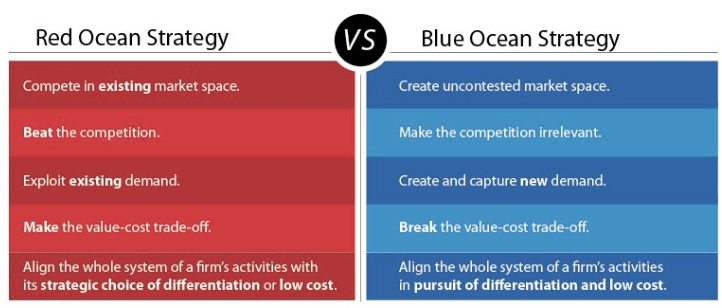 Red Ocean Strategy
VS
Blue Ocean Strategy
Compete in existing market space.
Create uncontested market space.
Beat the competition.
Make the competition irrelevant.
Exploit existing demand.
Create and capture new demand.
Make the value-cost trade-off.
Break the value-cost trade-off.
Align the whole system of a firm's activities with
its strategic choice of differentiation or low cost.
Align the whole system of a firm's activities
in pursuit of differentiation and low cost.